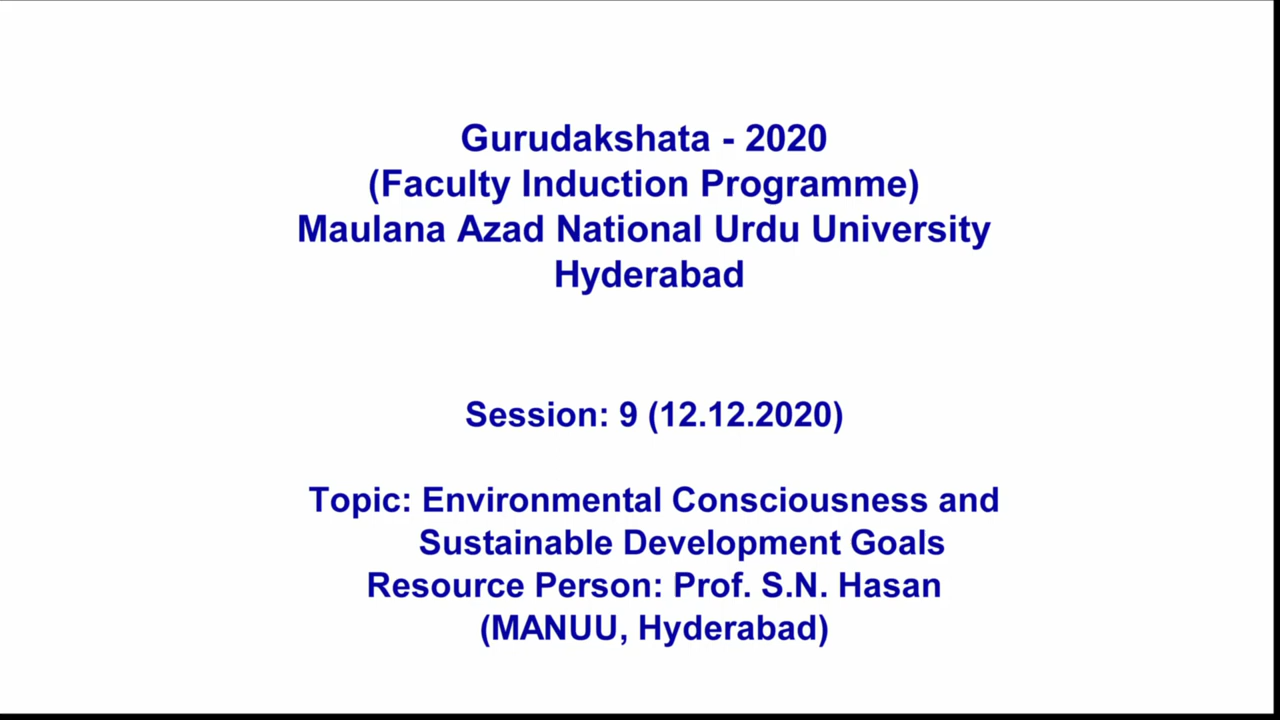 Gurudakshata - 2020
(Faculty Induction Programme)
Maulana Azad National Urdu University
Hyderabad
Session: 9 (12.12.2020)
Topic: Environmental Consciousness and
Sustainable Development Goals
Resource Person: Prof. S.N. Hasan
(MANUU, Hyderabad)